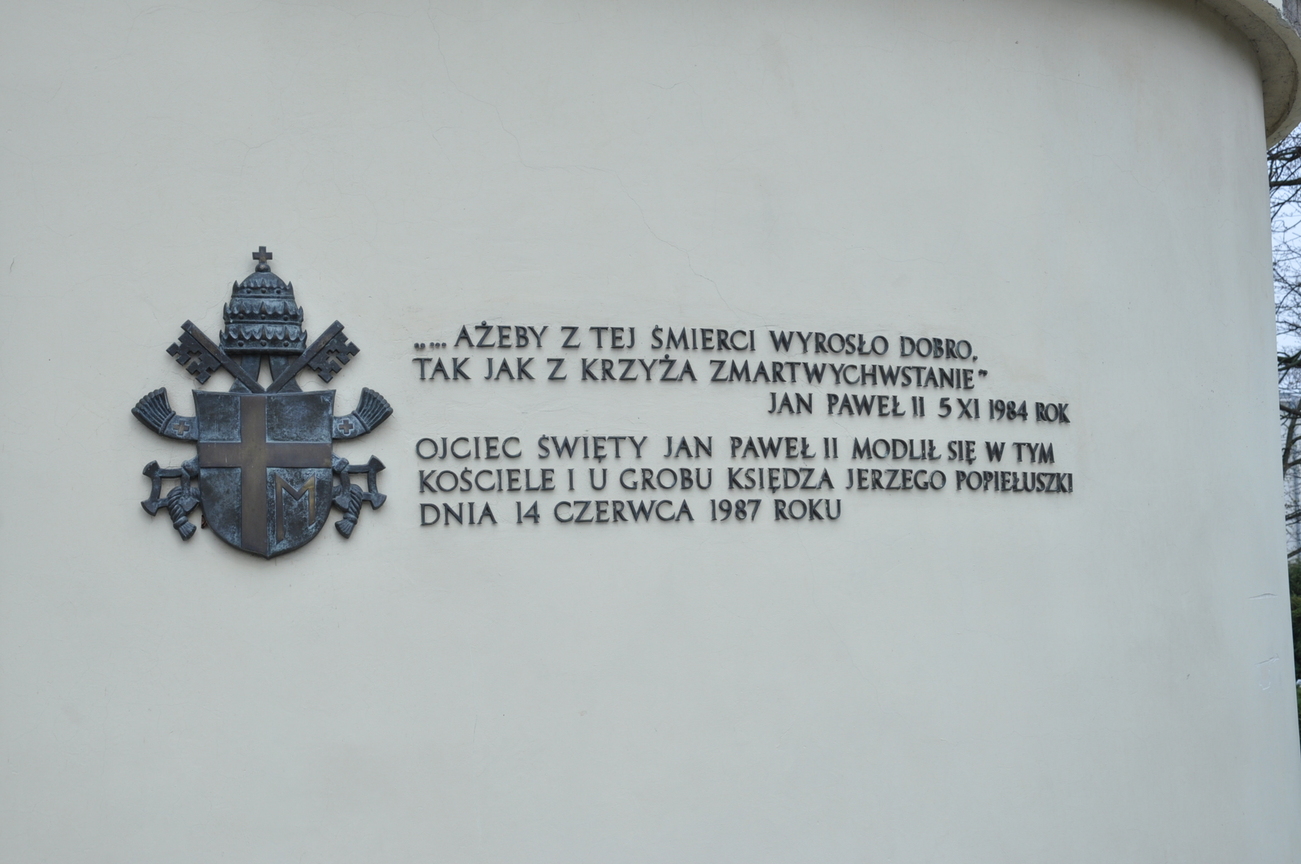 „... AŻEBY Z TEJ ŚMIERCI WYROSŁO DOBRO,
TAK JAK Z KRZYŻA ZMARTWYCHWSTANIE"
JAN PAWEŁ II 5 XI 1984 ROK
OJCIEC ŚWIĘTY JAN PAWEŁ II MODLIŁ SIĘ W TYM
KOŚCIELE I U GROBU KSIĘDZA JERZEGO POPIEŁUSZKI
DNIA 14 CZERWCA 1987 ROKU
M